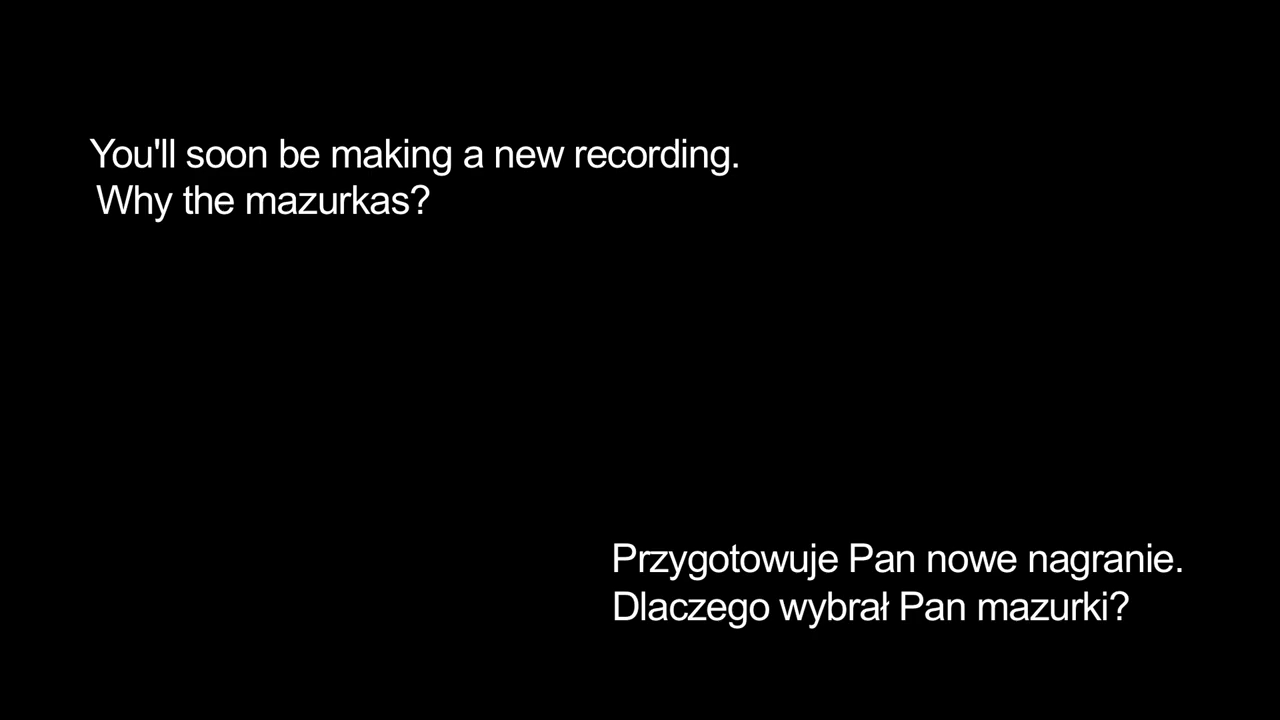 You'll soon be making a new recording.
Why the mazurkas?
Przygotowuje Pan nowe nagranie.
Dlaczego wybrał Pan mazurki?